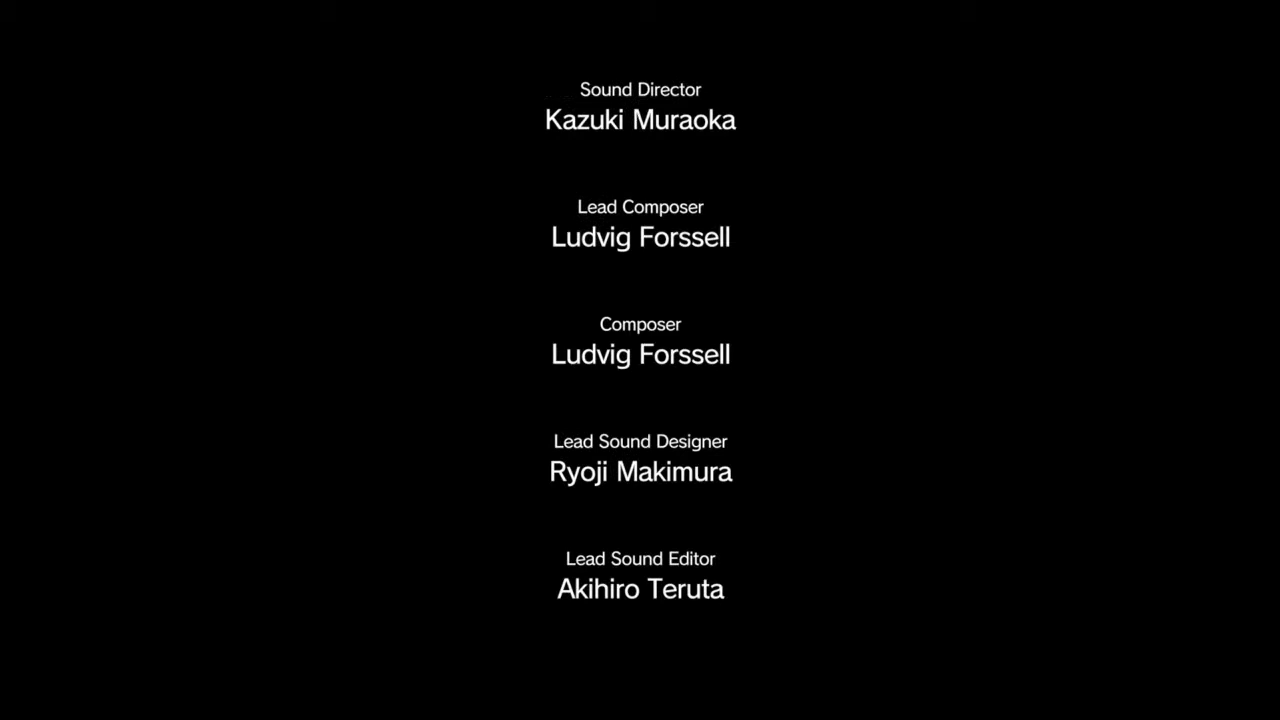 Sound Director
Kazuki Muraoka
Lead Composer
Ludvig Forssell
Composer
Ludvig Forssell
Lead Sound Designer
Ryoji Makimura
Lead Sound Editor
Akihiro Teruta